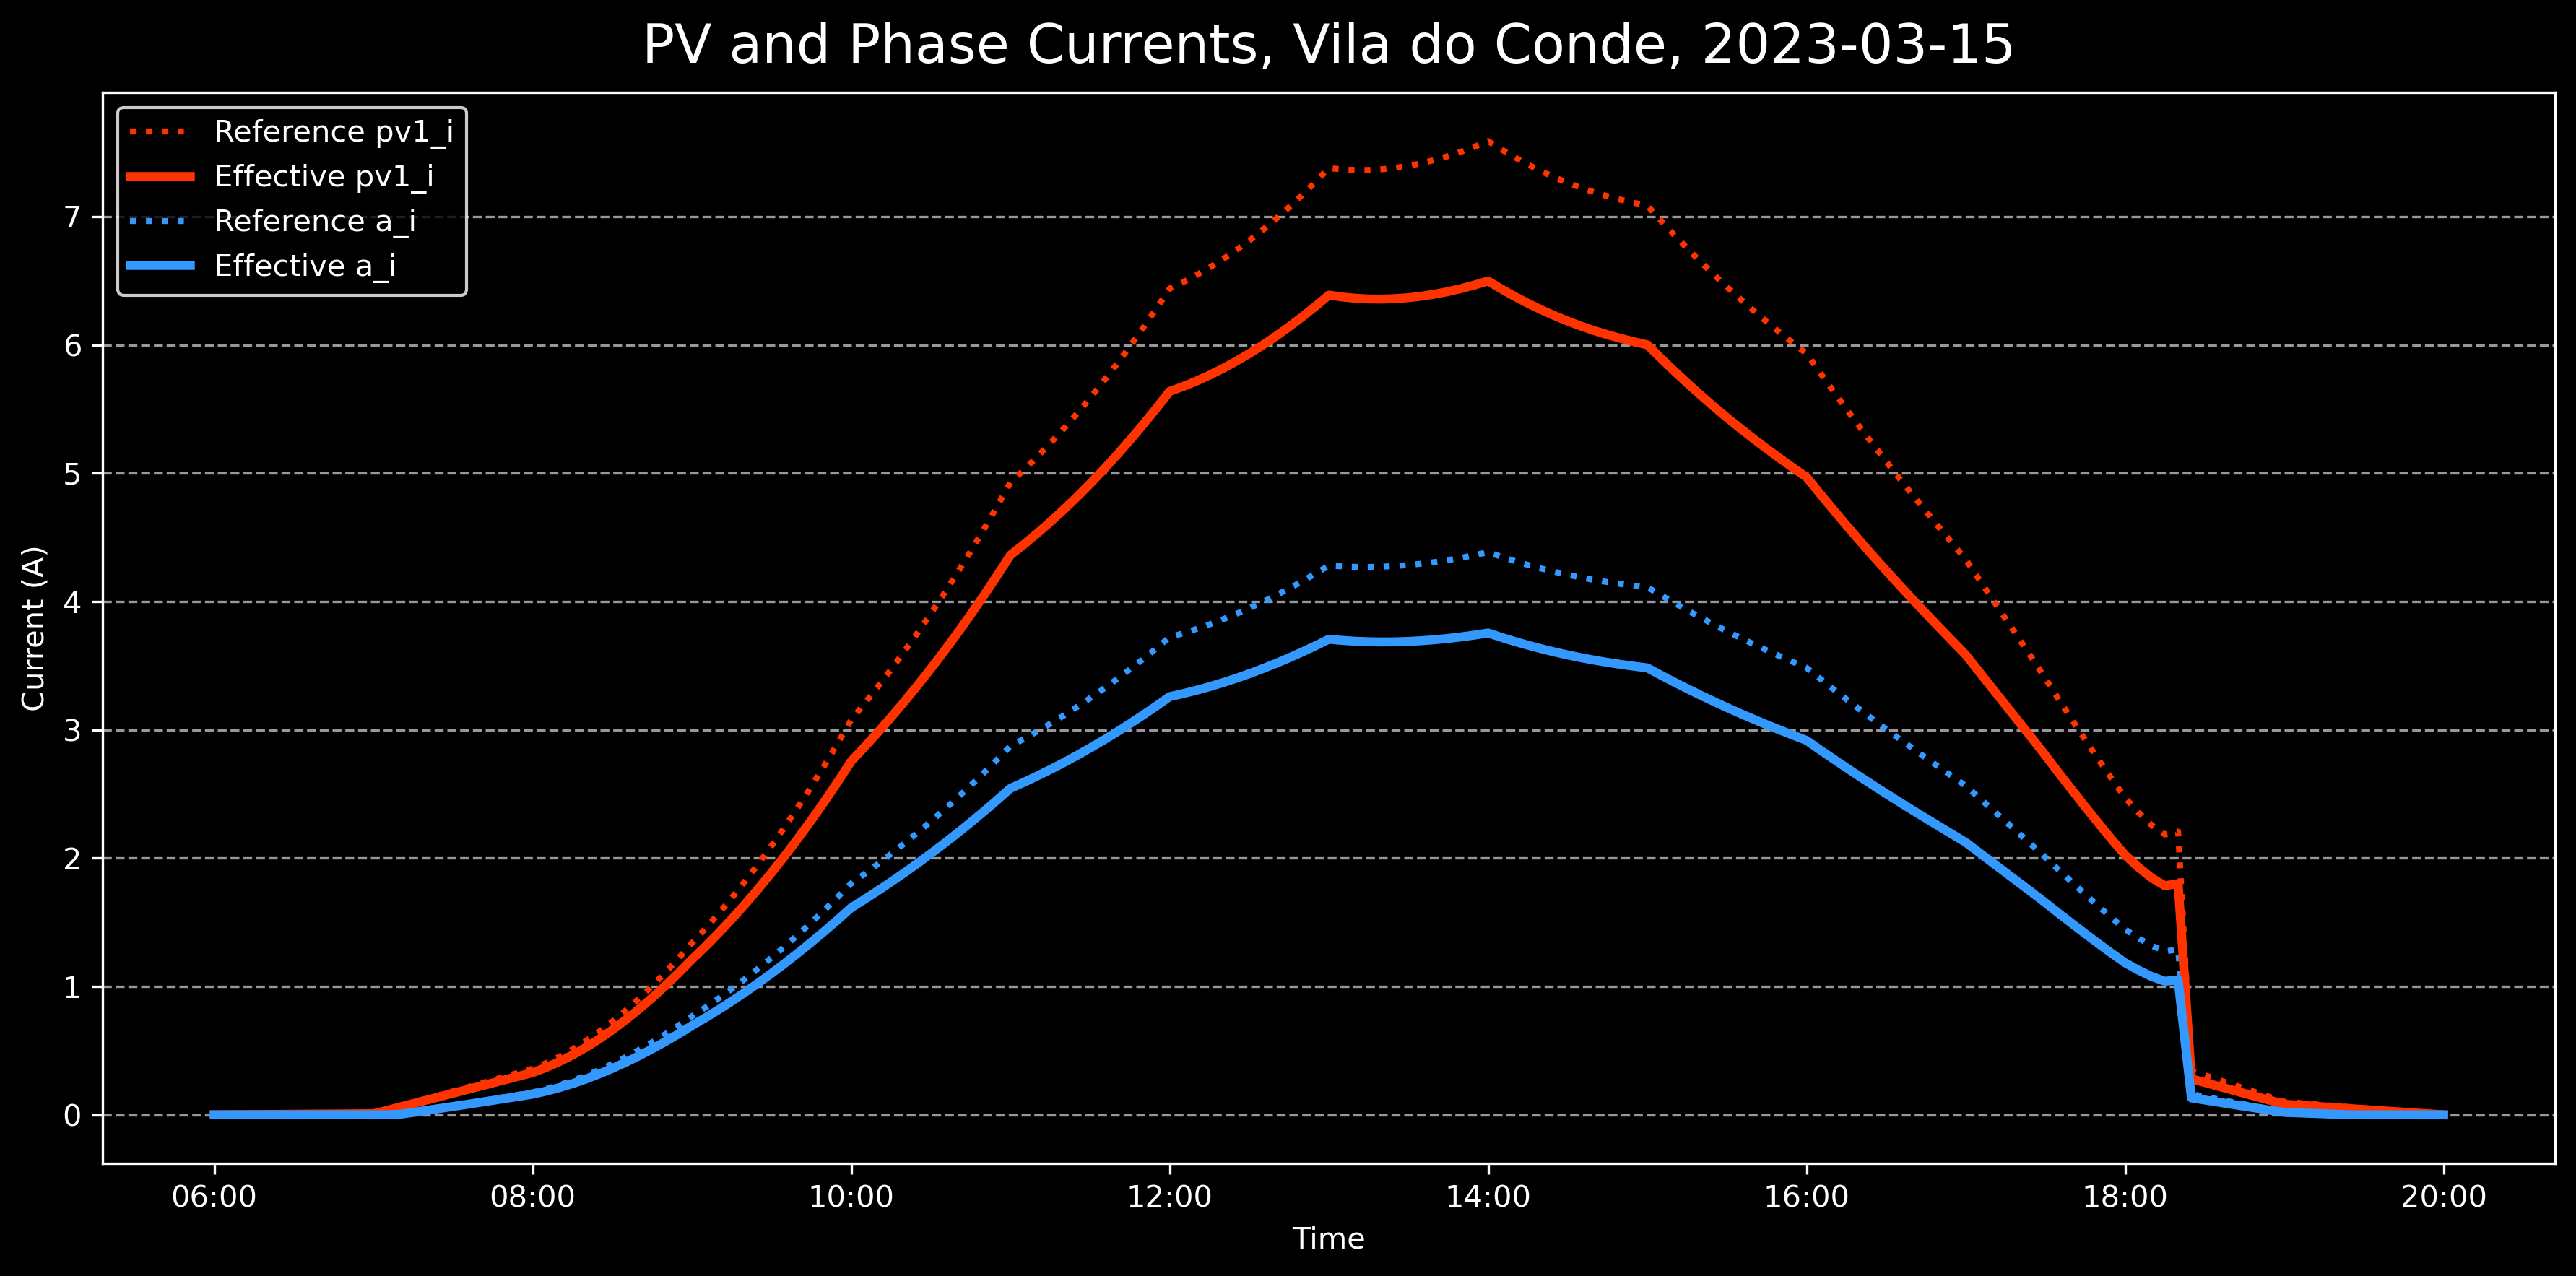 PV and Phase Currents, Vila do Conde, 2023-03-15
Reference pv1_i
Effective pv1_i
Reference a_i
Effective a_i
Current (A)
7
6
5
4
3
2
1
0
06:00 08:00 10:00 12:00 14:00 16:00 18:00 20:00
Time